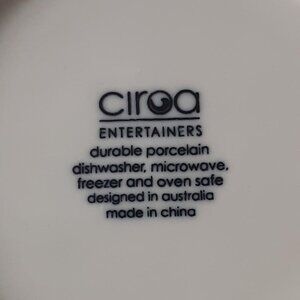 ciroa
ENTERTAINERS
durable porcelain
dishwasher, microwave,
freezer and oven safe
designed in australia
made in china